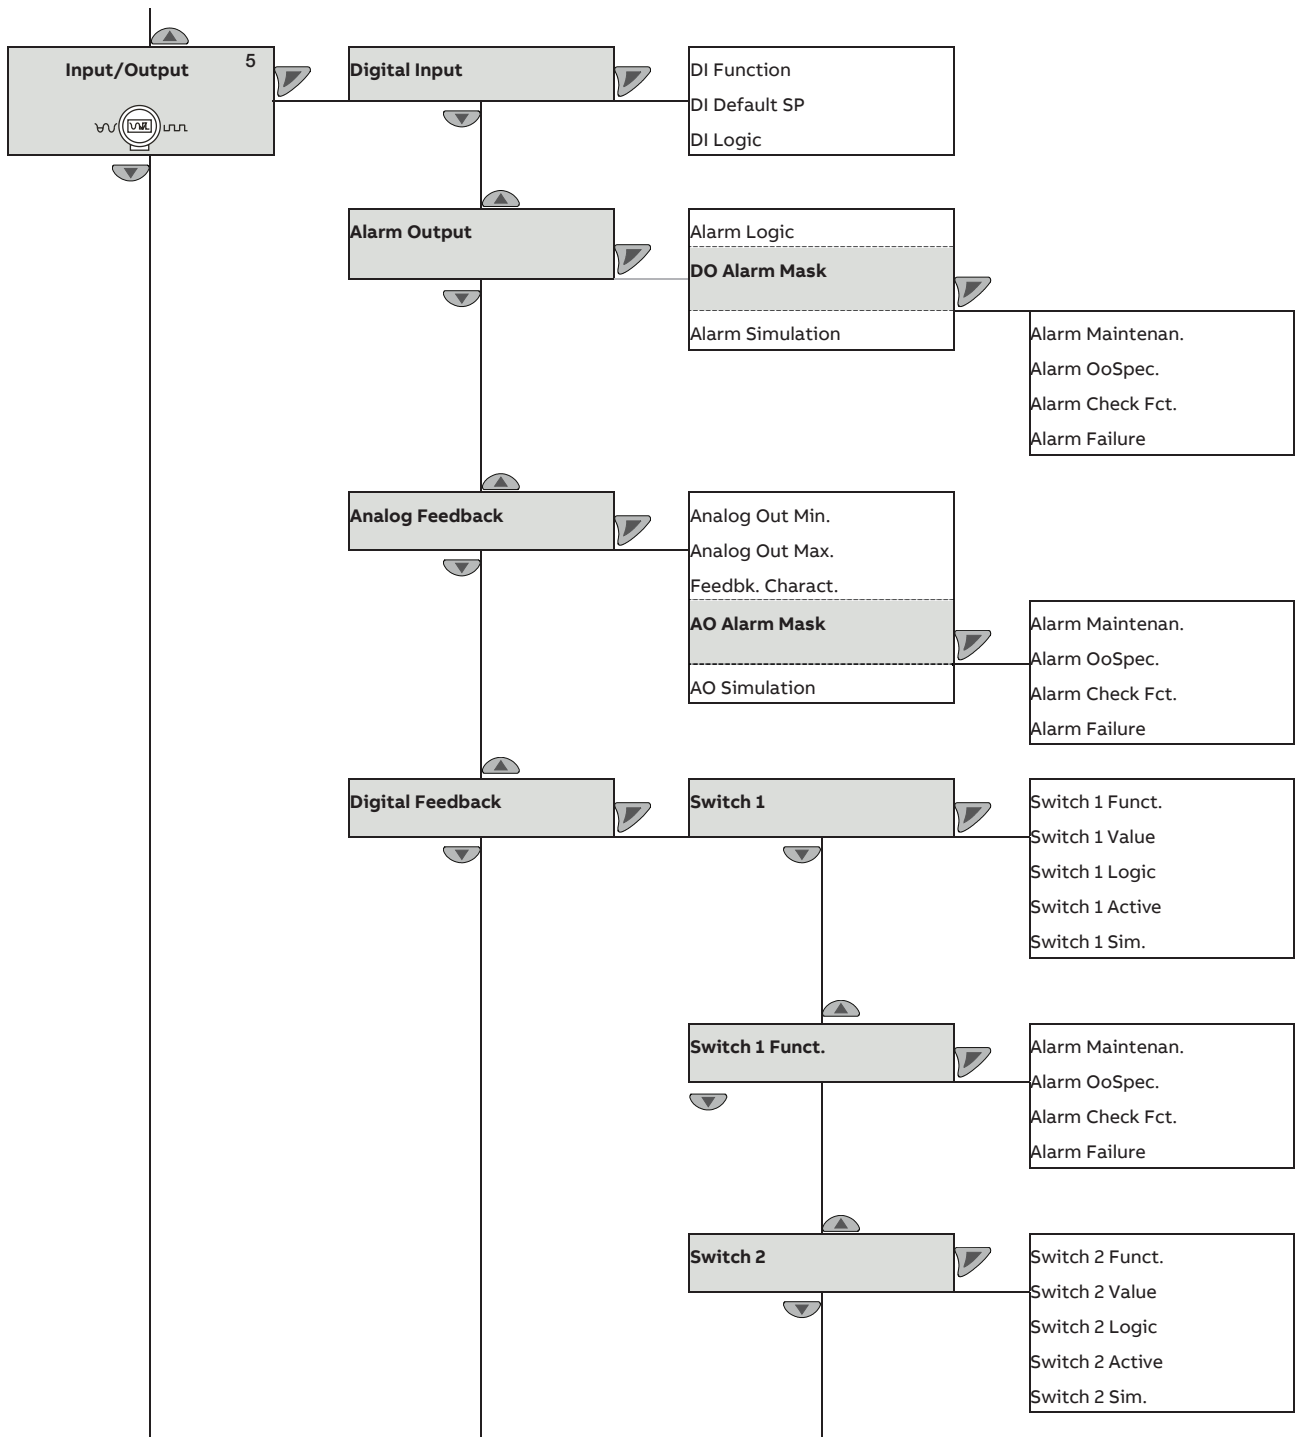 Input/Output 5
Digital Input
DI Function
DI Default SP
DI Logic
Alarm Output
Alarm Logic
DO Alarm Mask
Alarm Simulation
Alarm Maintenan.
Alarm OoSpec.
Alarm Check Fct.
Alarm Failure
Analog Feedback
Analog Out Min.
Analog Out Max.
Feedbk. Charact.
AO Alarm Mask
AO Simulation
Alarm Maintenan.
Alarm OoSpec.
Alarm Check Fct.
Alarm Failure
Digital Feedback
Switch 1
Switch 1 Funct.
Switch 1 Value
Switch 1 Logic
Switch 1 Active
Switch 1 Sim.
Switch 1 Funct.
Alarm Maintenan.
Alarm OoSpec.
Alarm Check Fct.
Alarm Failure
Switch 2
Switch 2 Funct.
Switch 2 Value
Switch 2 Logic
Switch 2 Active
Switch 2 Sim.